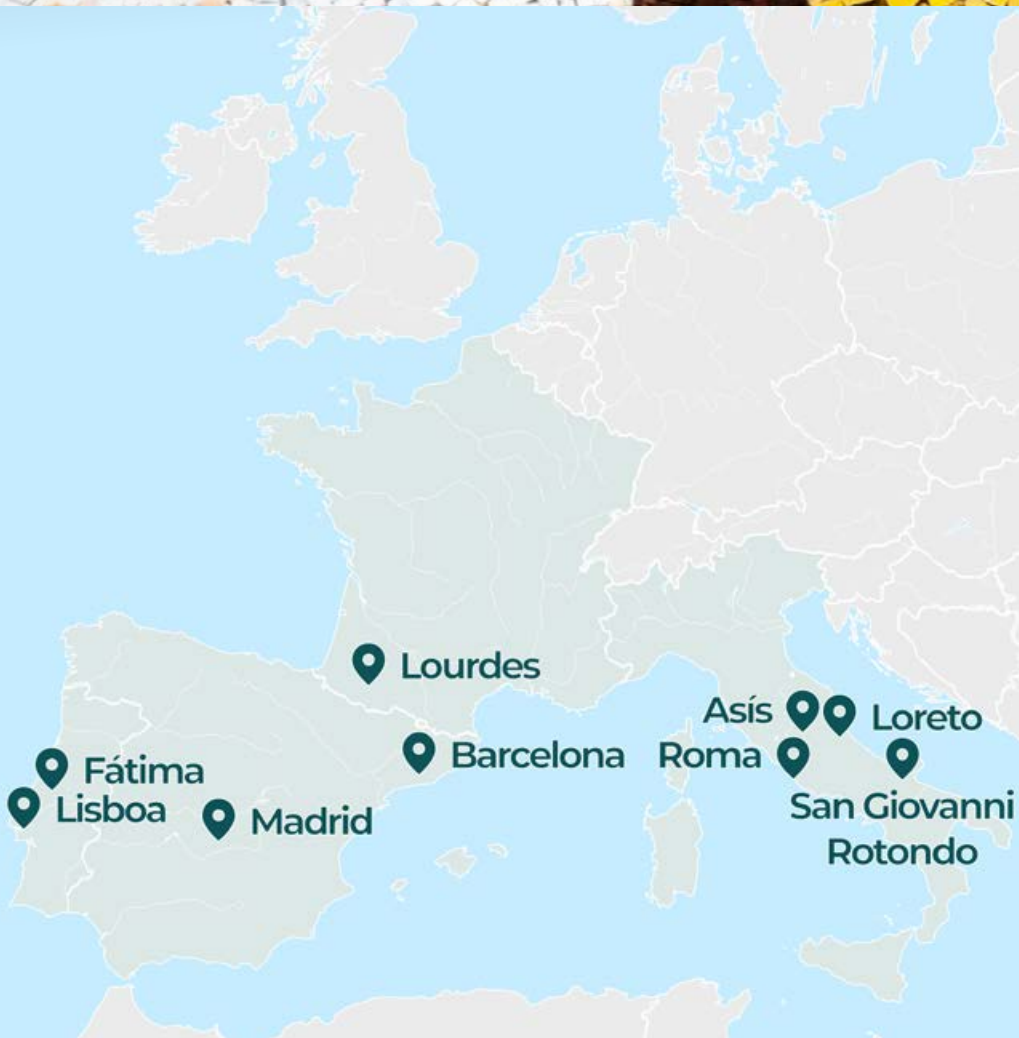 Lourdes
Asís
Loreto
Barcelona
Roma
Fátima
San Giovanni
Rotondo
Lisboa
Madrid